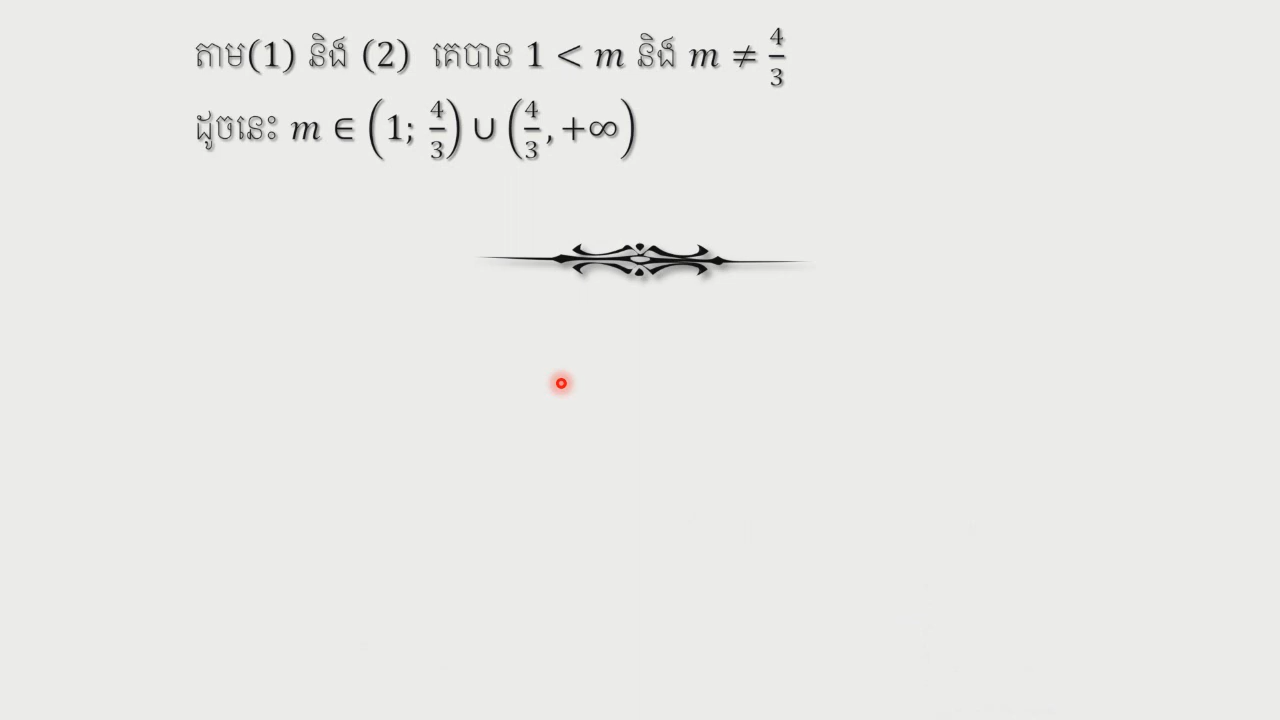 តាម(1) និង (2) គេបាន 1 < m និង m ≠ 4/3
ដូចនេះ m ∈ (1; 4/3) ∪ (4/3, +∞)